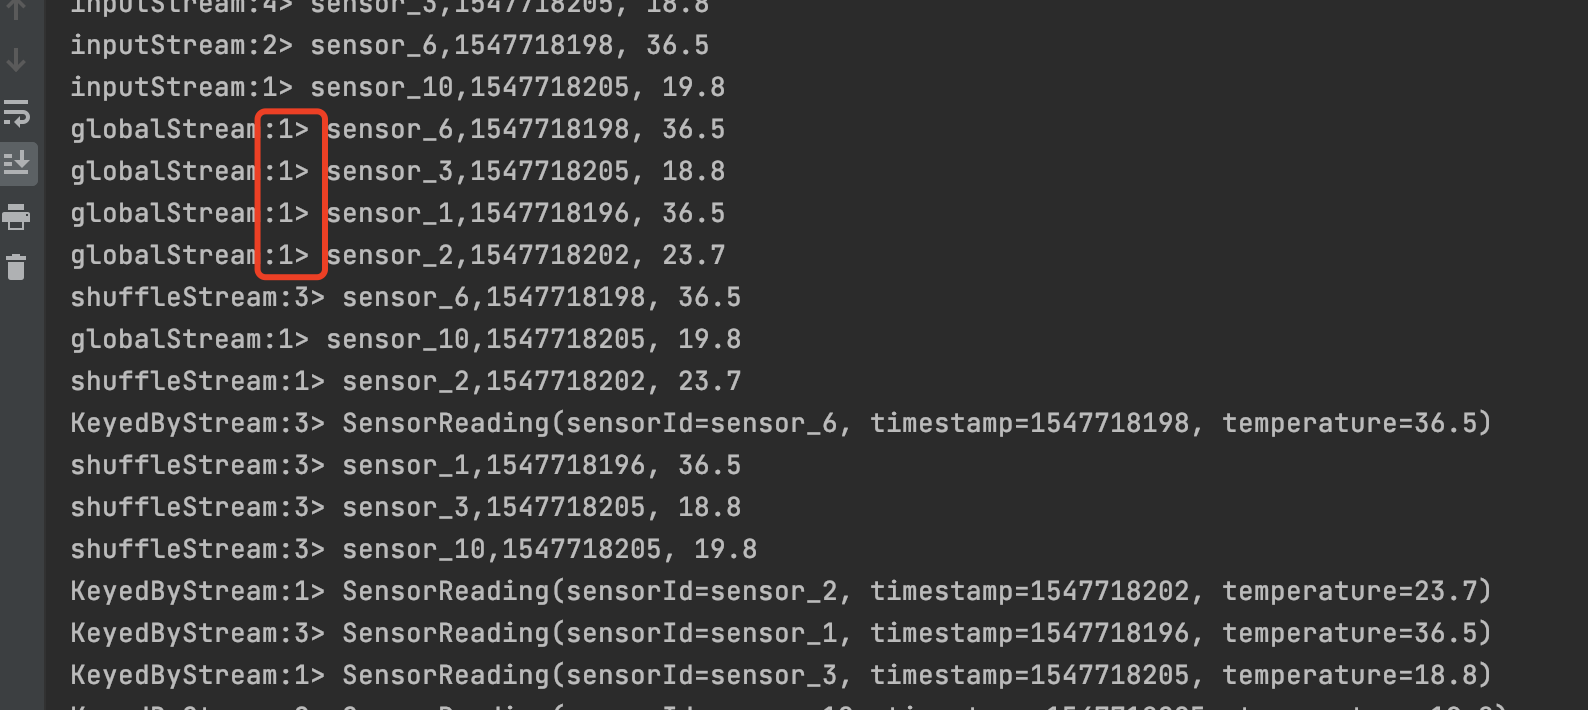 inputStream:4> sensor_3,1547718205, 18.8
inputStream:2> sensor_6,1547718198, 36.5
inputStream:1> sensor_10,1547718205, 19.8
globalStream:1> sensor_6,1547718198, 36.5
globalStream:1> sensor_3,1547718205, 18.8
globalStream:1> sensor_1,1547718196, 36.5
globalStream:1> sensor_2,1547718202, 23.7
shuffleStream:3> sensor_6,1547718198, 36.5
globalStream:1> sensor_10,1547718205, 19.8
shuffleStream:1> sensor_2,1547718202, 23.7
KeyedByStream:3> SensorReading(sensorId=sensor_6, timestamp=1547718198, temperature=36.5)
shuffleStream:3> sensor_1,1547718196, 36.5
shuffleStream:3> sensor_3,1547718205, 18.8
shuffleStream:3> sensor_10,1547718205, 19.8
KeyedByStream:1> SensorReading(sensorId=sensor_2, timestamp=1547718202, temperature=23.7)
KeyedByStream:3> SensorReading(sensorId=sensor_1, timestamp=1547718196, temperature=36.5)
KeyedByStream:1> SensorReading(sensorId=sensor_3, timestamp=1547718205, temperature=18.8)